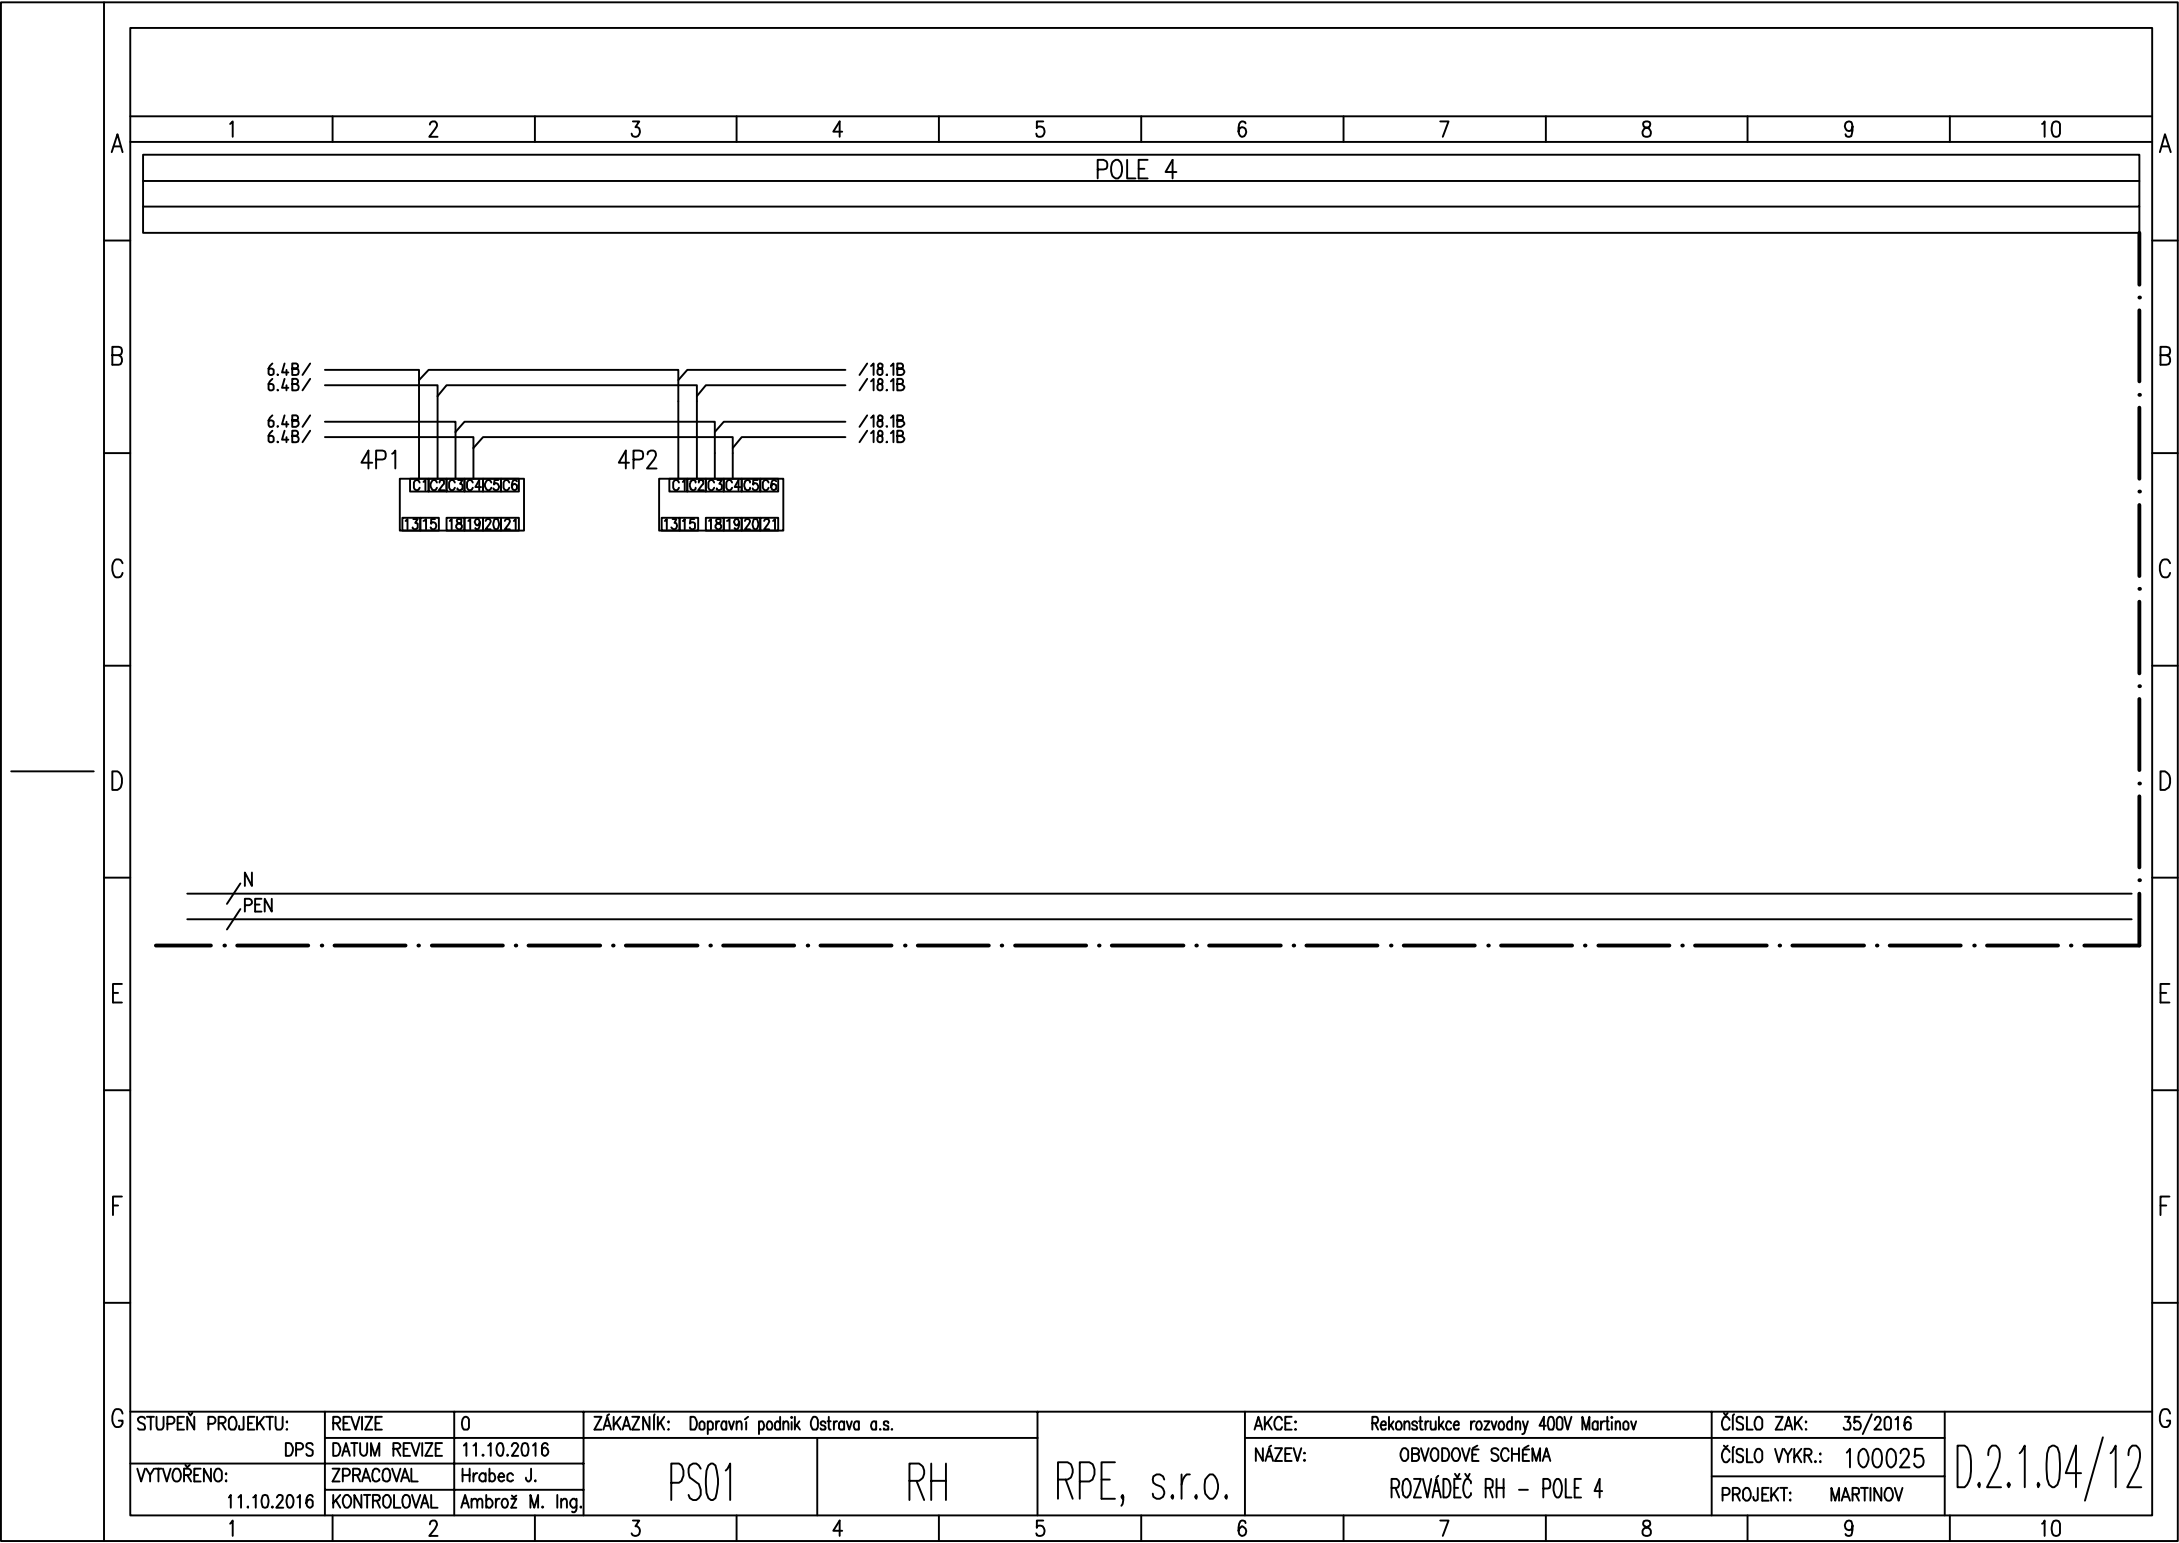 1 2 3 4 5 6 7 8 9 10
A A
POLE 4
B B
6.4B/ /18.1B
6.4B/ /18.1B
6.4B/ /18.1B
6.4B/ /18.1B
4P1 4P2
C1 C2 C3 C4 C5 C6 C1 C2 C3 C4 C5 C6
13 15 18 19 20 21 13 15 18 19 20 21
C C
D D
N
PEN
E E
F F
G G
STUPEŇ PROJEKTU: REVIZE 0 ZÁKAZNÍK: Dopravní podnik Ostrava a.s. AKCE: Rekonstrukce rozvodny 400V Martinov ČÍSLO ZAK: 35/2016
DPS DATUM REVIZE 11.10.2016 NÁZEV: OBVODOVÉ SCHÉMA ČÍSLO VYKR.: 100025
VYTVOŘENO: ZPRACOVAL Hrabec J. PS01 RH RPE, s.r.o. ROZVÁDĚČ RH - POLE 4 D.2.1.04/12
11.10.2016 KONTROLOVAL Ambrož M. Ing. PROJEKT: MARTINOV
1 2 3 4 5 6 7 8 9 10